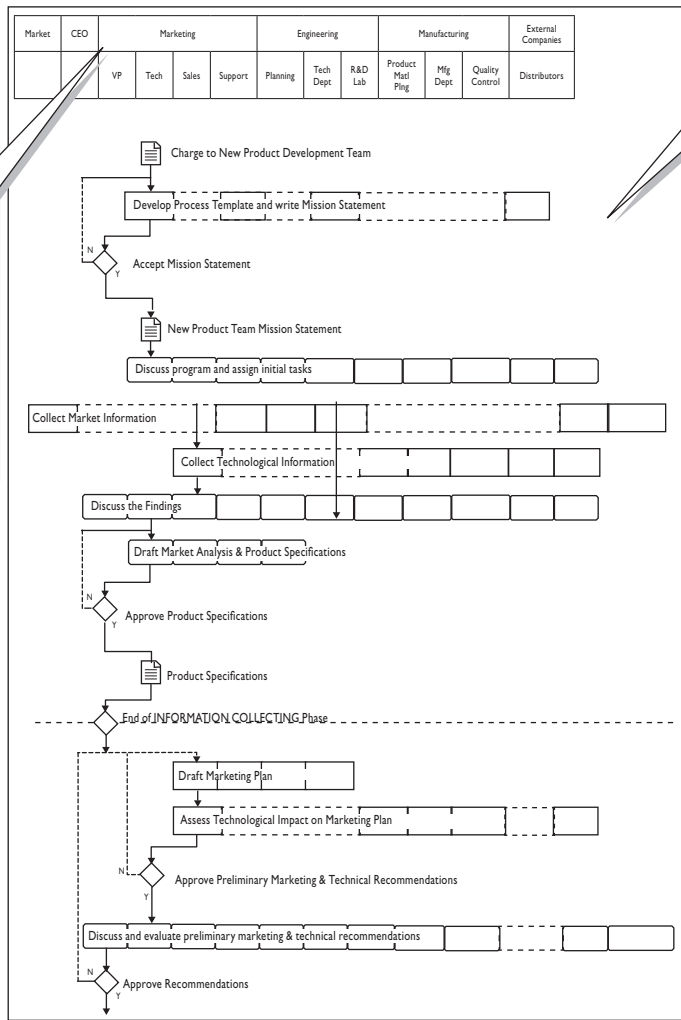 Market CEO Marketing Engineering Manufacturing External Companies
VP Tech Sales Support Planning Tech Dept R&D Lab Product Matl Plng Mfg Dept Quality Control Distributors
Charge to New Product Development Team
Develop Process Template and write Mission Statement
N
Y
Accept Mission Statement
New Product Team Mission Statement
Discuss program and assign initial tasks
Collect Market Information
Collect Technological Information
Discuss the Findings
Draft Market Analysis & Product Specifications
N
Y
Approve Product Specifications
Product Specifications
End of INFORMATION COLLECTING Phase
Draft Marketing Plan
Assess Technological Impact on Marketing Plan
N
Y
Approve Preliminary Marketing & Technical Recommendations
Discuss and evaluate preliminary marketing & technical recommendations
N
Y
Approve Recommendations